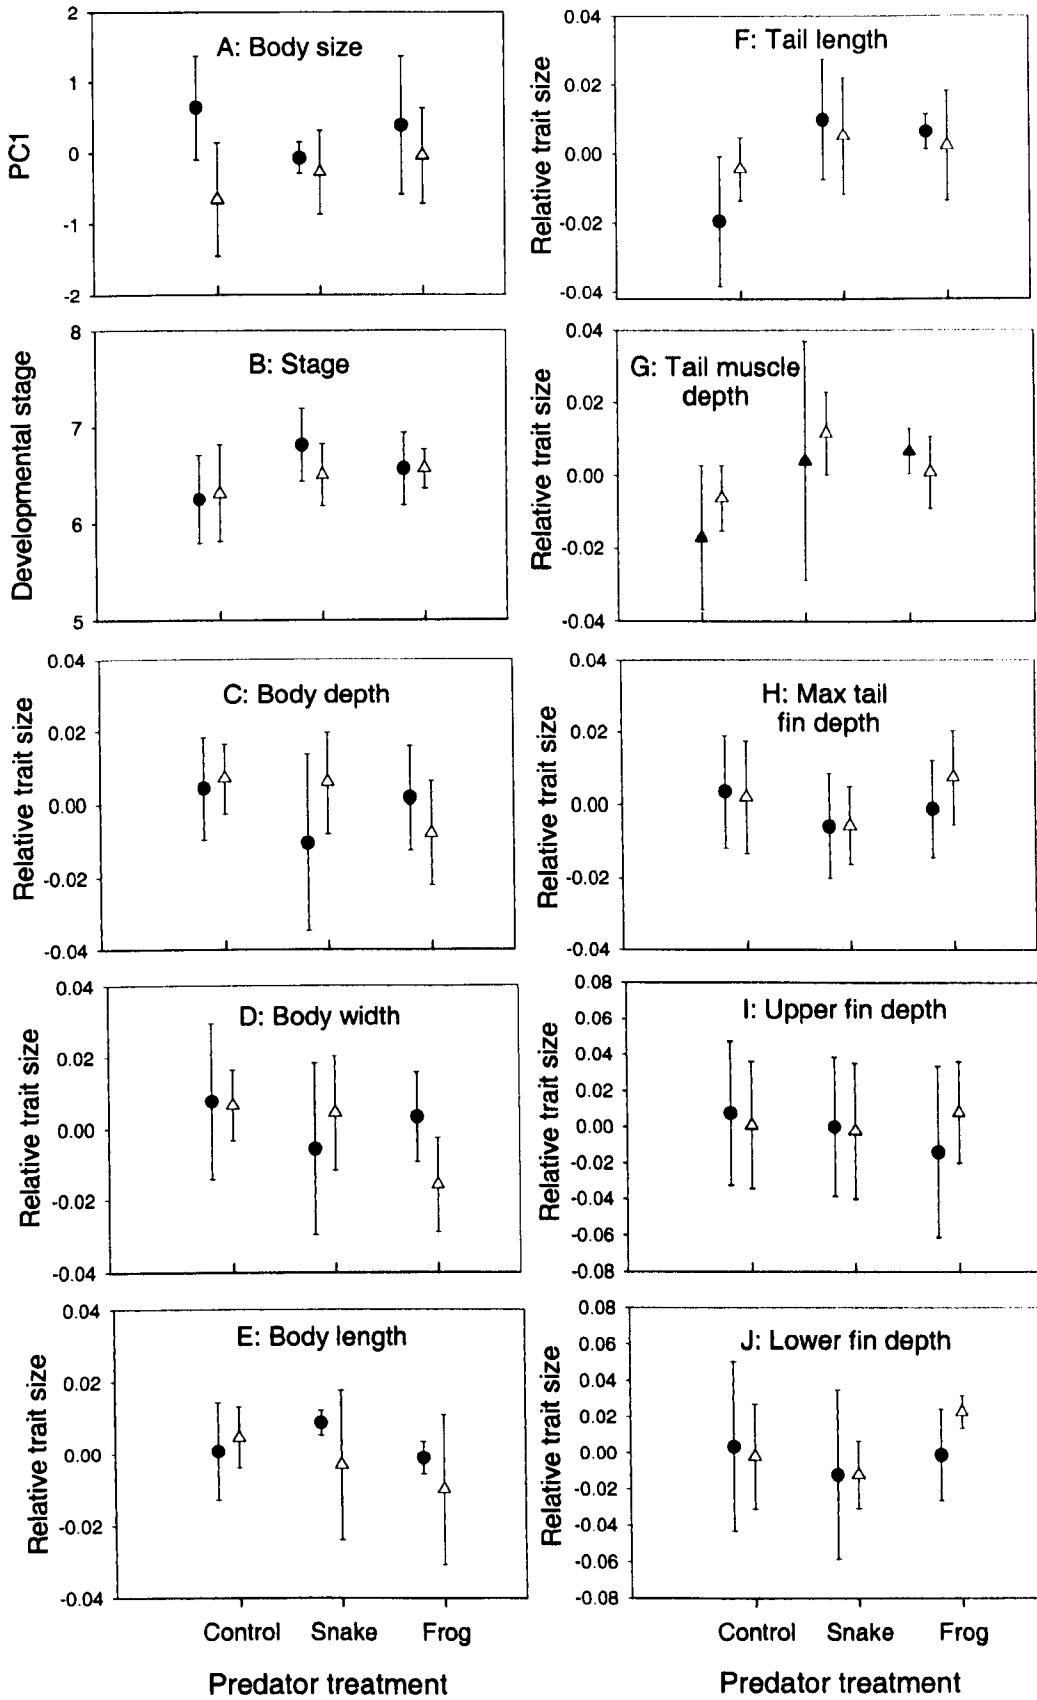 A: Body size
PC1
2
1
0
-1
-2
B: Stage
Developmental stage
8
7
6
5
C: Body depth
Relative trait size
0.04
0.02
0.00
-0.02
-0.04
D: Body width
Relative trait size
0.04
0.02
0.00
-0.02
-0.04
E: Body length
Relative trait size
0.04
0.02
0.00
-0.02
-0.04
Control Snake Frog
Predator treatment
F: Tail length
Relative trait size
0.04
0.02
0.00
-0.02
-0.04
G: Tail muscle
depth
Relative trait size
0.04
0.02
0.00
-0.02
-0.04
H: Max tail
fin depth
Relative trait size
0.04
0.02
0.00
-0.02
-0.04
I: Upper fin depth
Relative trait size
0.08
0.06
0.04
0.02
0.00
-0.02
-0.04
-0.06
-0.08
J: Lower fin depth
Relative trait size
0.08
0.06
0.04
0.02
0.00
-0.02
-0.04
-0.06
-0.08
Control Snake Frog
Predator treatment